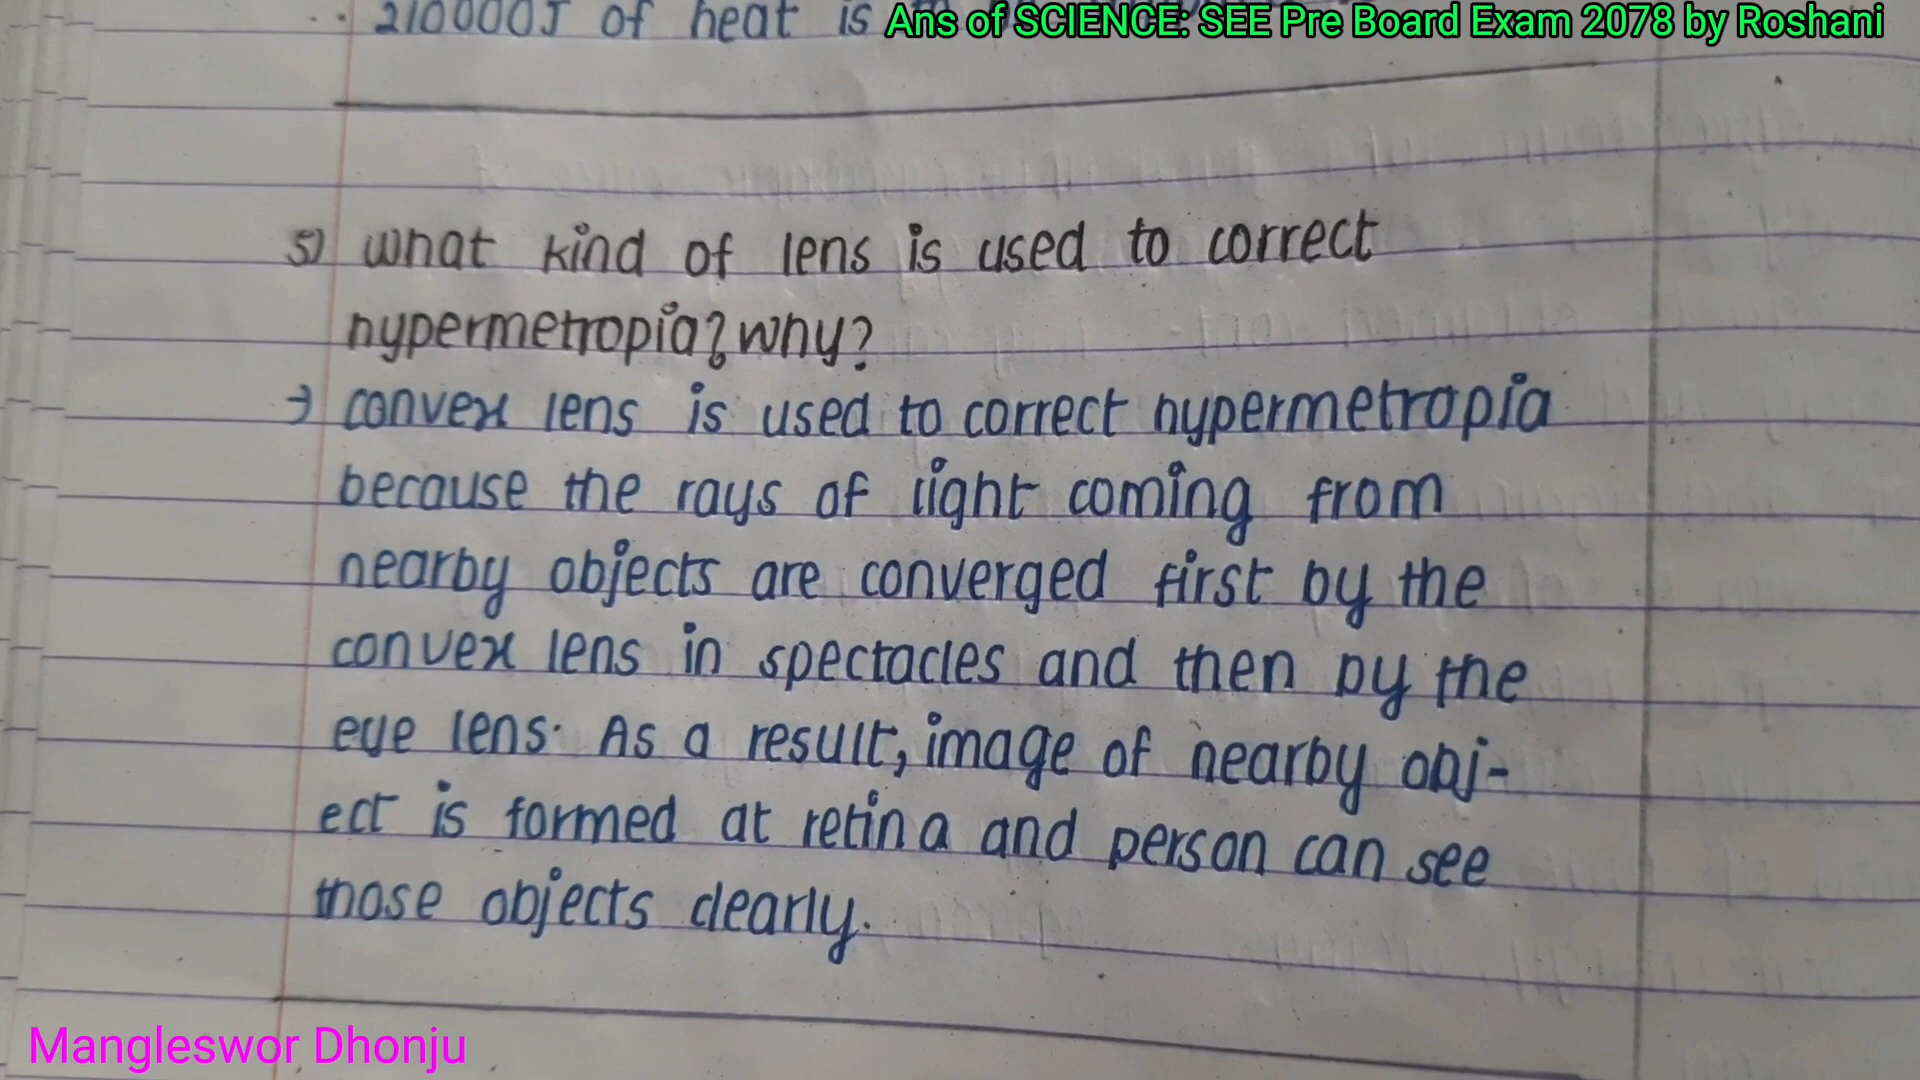 210000J of heat is
Ans of SCIENCE: SEE Pre Board Exam 2078 by Roshani
5) What kind of lens is used to correct
hypermetropia? Why?
→ convex lens is used to correct hypermetropia
because the rays of light coming from
nearby objects are converged first by the
convex lens in spectacles and then by the
eye lens. As a result, image of nearby obj-
ect is formed at retina and person can see
those objects clearly.
Mangleswor Dhonju